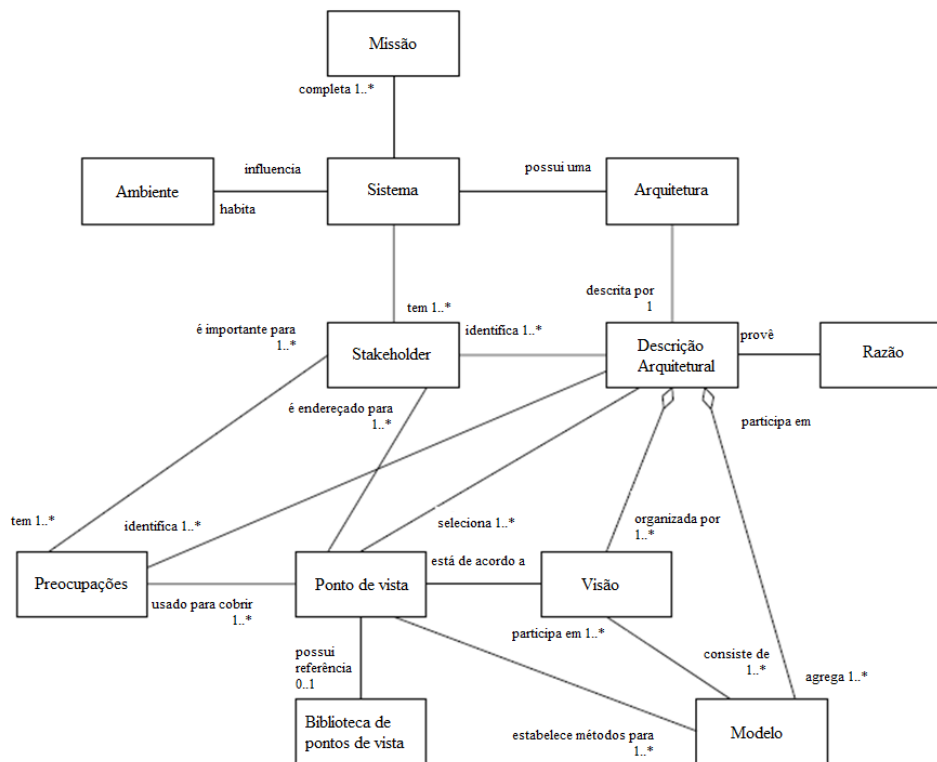 Missão
completa 1..*
influencia
possui uma
Ambiente
Sistema
Arquitetura
habita
descrita por
1
tem 1..*
é importante para
1..*
identifica 1..*
provê
Stakeholder
Descrição
Arquitetural
Razão
é endereçado para
1..*
participa em
tem 1..*
identifica 1..*
seleciona 1..*
organizada por
1..*
está de acordo a
Preocupações
Ponto de vista
Visão
usado para cobrir
1..*
participa em 1..*
possui
referência
0..1
consiste de
1..*
agrega 1..*
Biblioteca de
pontos de vista
estabelece métodos para
1..*
Modelo